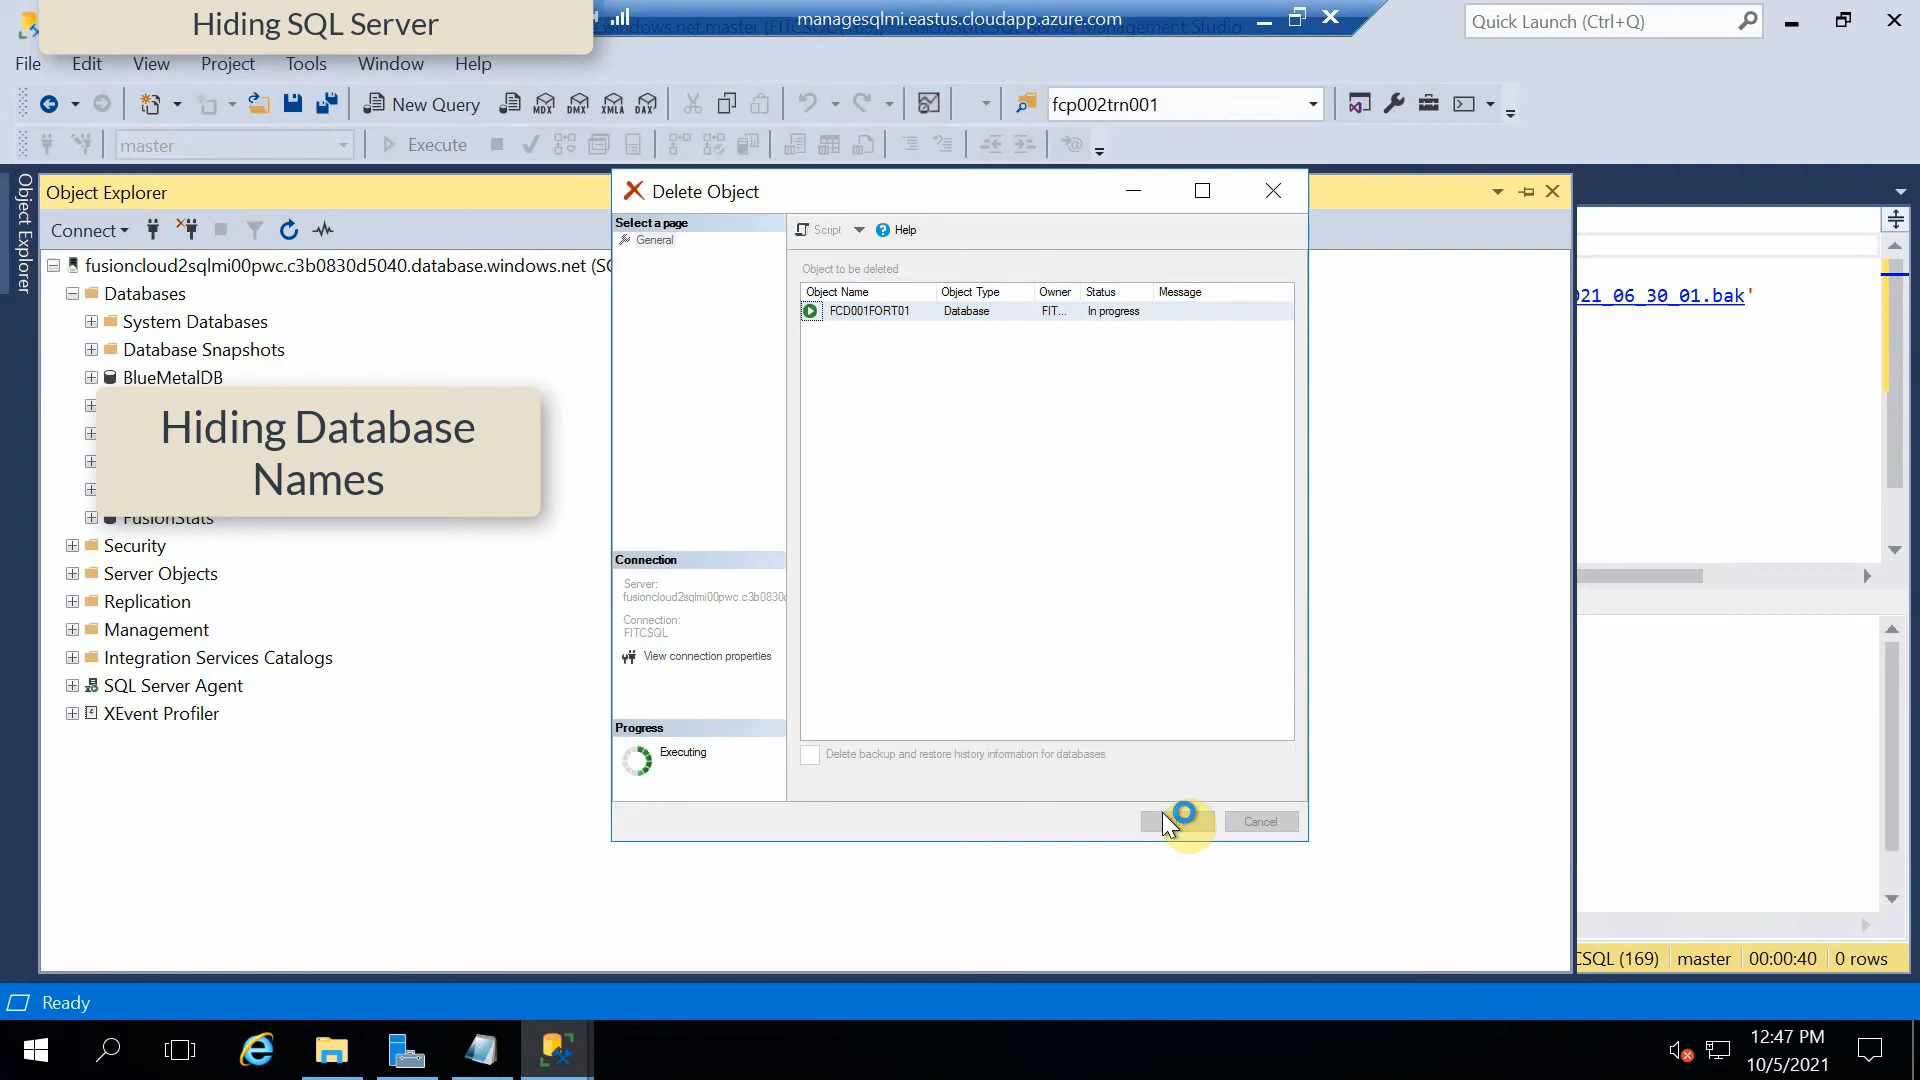 Hiding SQL Server
managesqlmi.eastus.cloudapp.azure.com
Quick Launch (Ctrl+Q)
File Edit View Project Tools Window Help
New Query
MDX DMX XMLA DAX
fcp002trn001
master
Execute
Object Explorer
Object Explorer
Connect
fusioncloud2sqlmi00pwc.c3b0830d5040.database.windows.net
Databases
System Databases
Database Snapshots
BlueMetalDB
Hiding Database
Names
FusionStats
Security
Server Objects
Replication
Management
Integration Services Catalogs
SQL Server Agent
XEvent Profiler
Delete Object
Select a page
General
Script
Help
Object to be deleted
Object Name Object Type Owner Status Message
FCD001FORT01 Database FIT... In progress
Connection
Server:
fusioncloud2sqlmi00pwc.c3b0830
Connection:
FITCSQL
View connection properties
Progress
Executing
Delete backup and restore history information for databases
Cancel
21_06_30_01.bak'
CSQL (169) master 00:00:40 0 rows
Ready
12:47 PM
10/5/2021